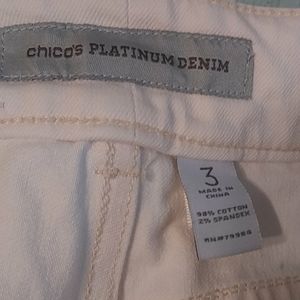 chico's PLATINUM DENIM
3
MADE IN
CHINA
98% COTTON
2% SPANDEX